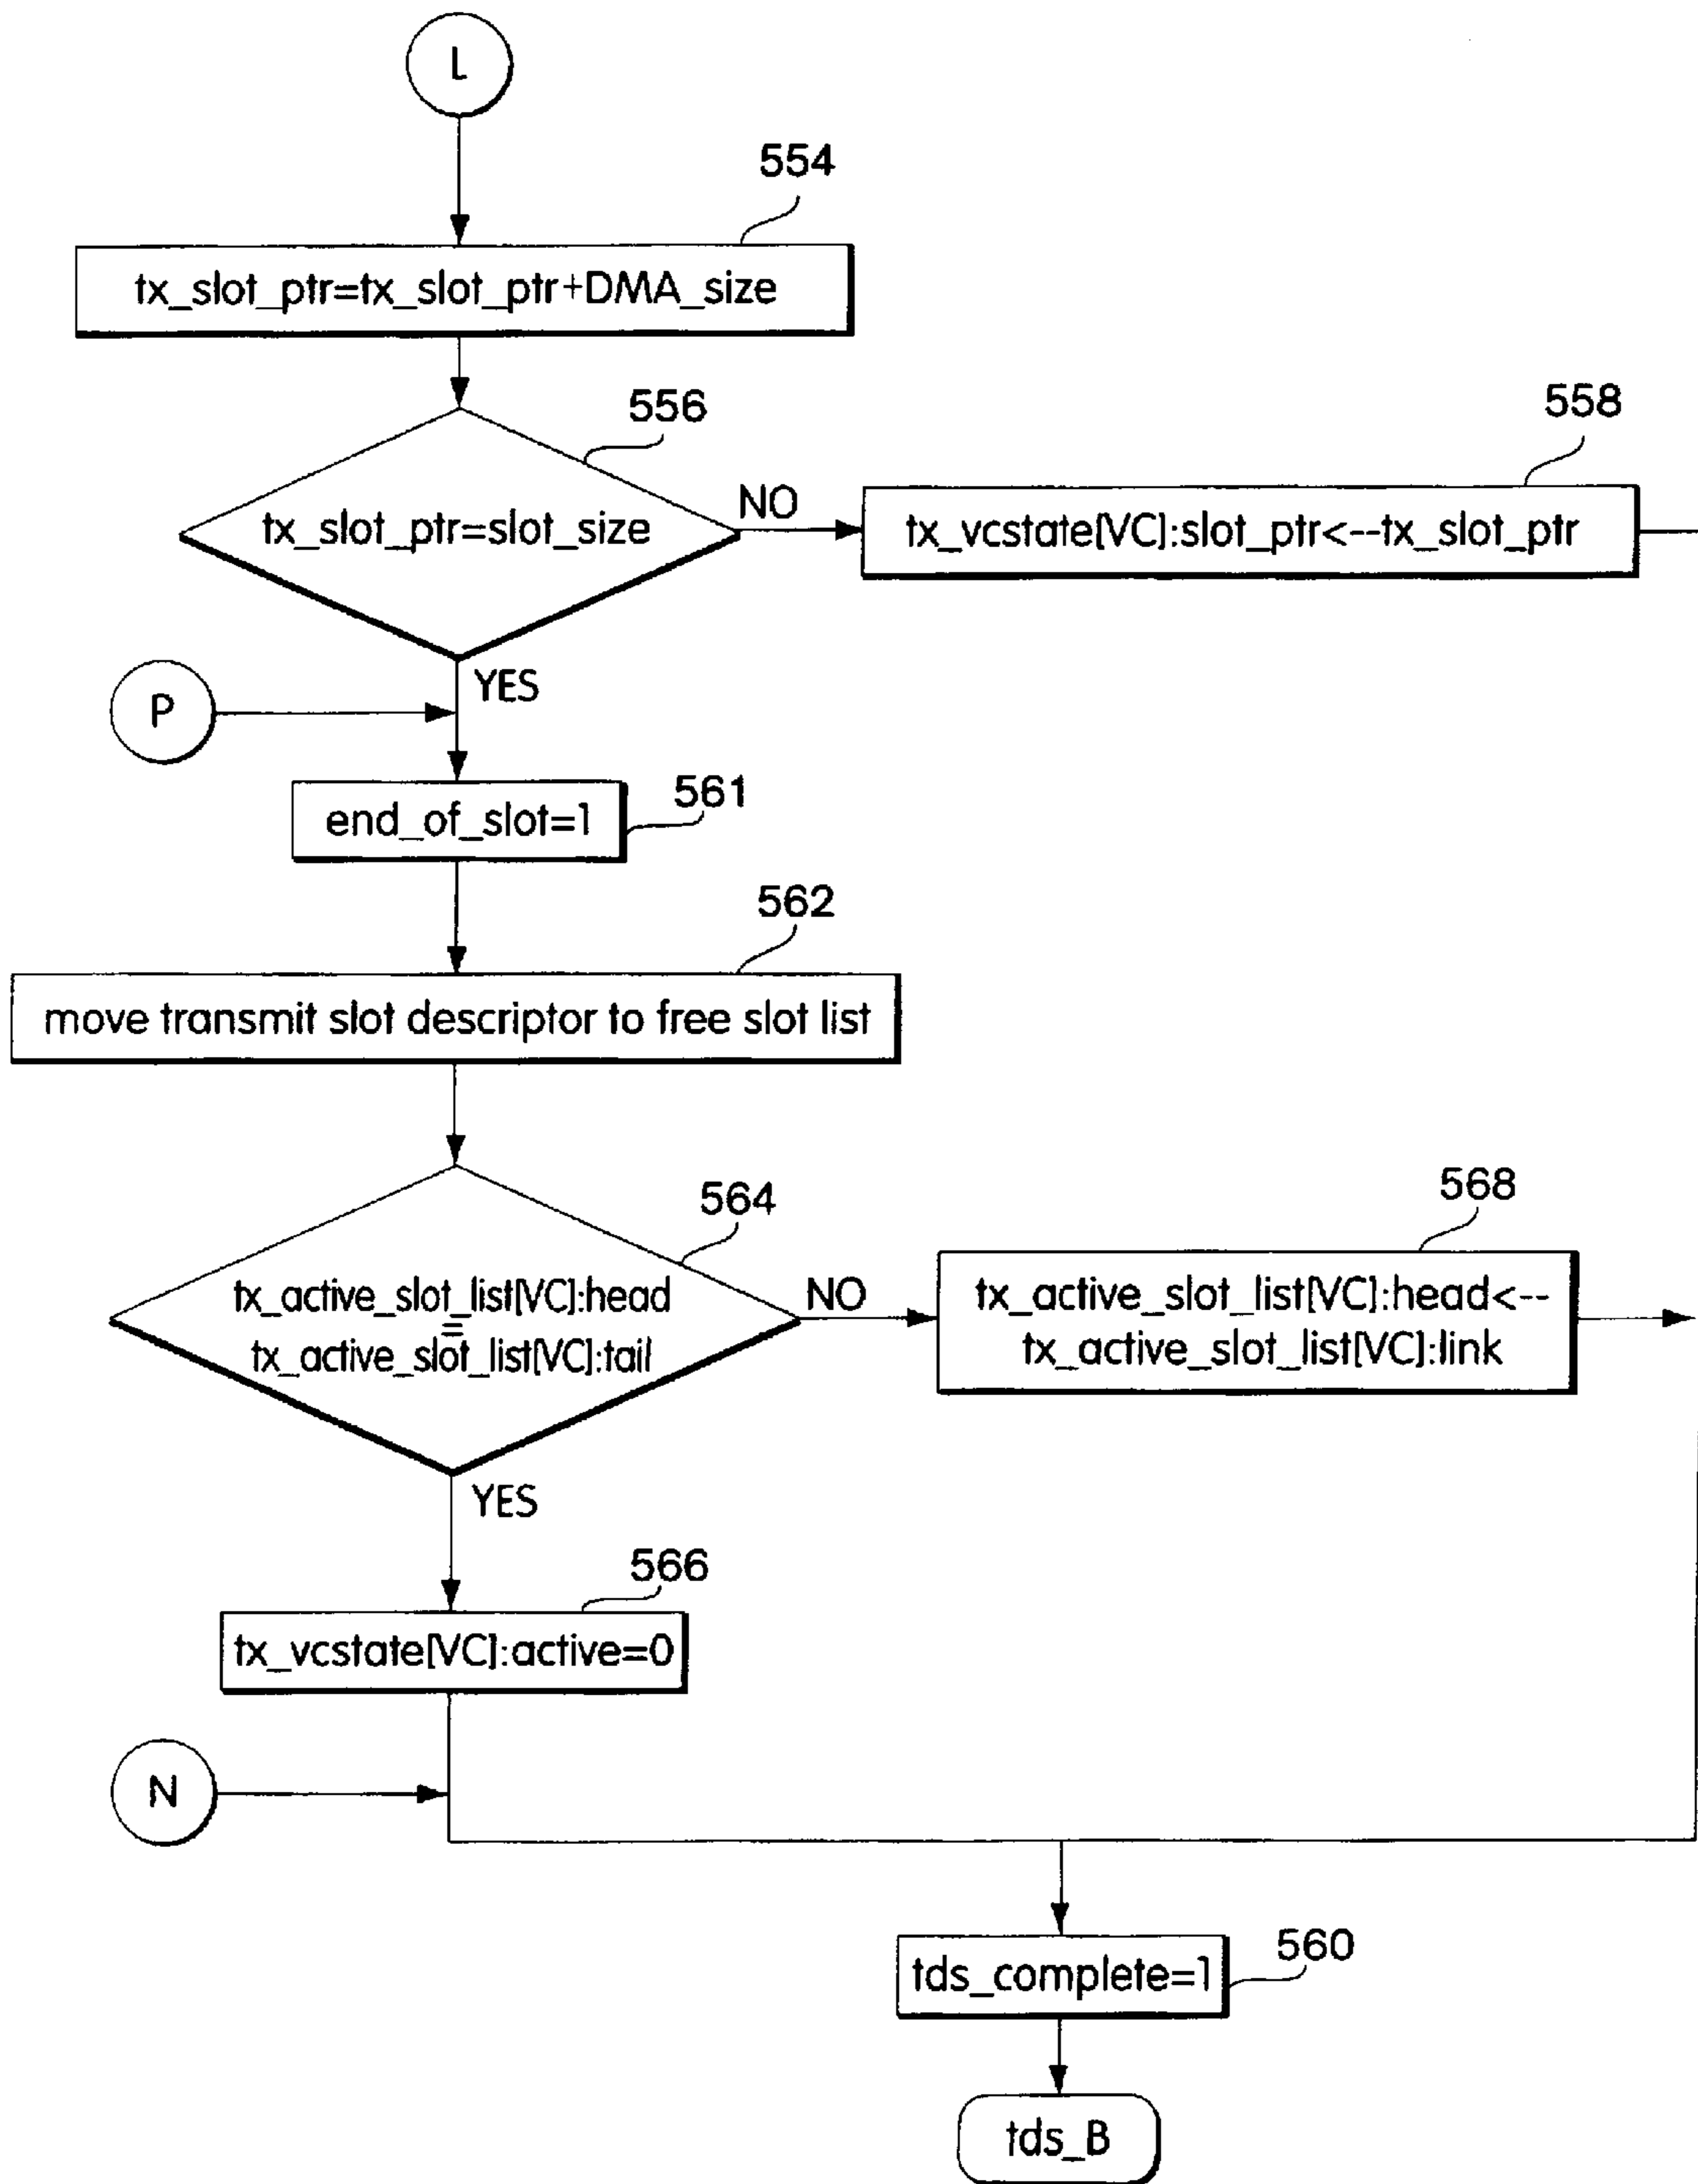 L
554
tx_slot_ptr=tx_slot_ptr+DMA_size
556
558
tx_slot_ptr=slot_size
NO
tx_vcstate[VC]:slot_ptr<--tx_slot_ptr
YES
P
end_of_slot=1
561
562
move transmit slot descriptor to free slot list
564
568
tx_active_slot_list[VC]:head
=
tx_active_slot_list[VC]:tail
NO
tx_active_slot_list[VC]:head<--
tx_active_slot_list[VC]:link
YES
566
tx_vcstate[VC]:active=0
N
tds_complete=1
560
tds_B